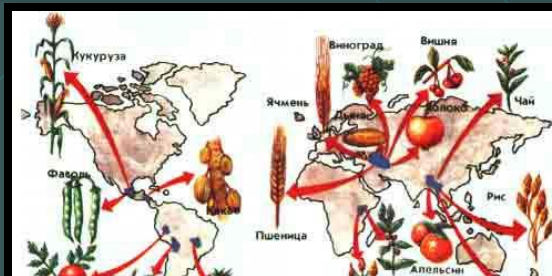 Кукуруза
Фасоль
Какао
Виноград
Вишня
Ячмень
Яблоко
Чай
Пшеница
Рис
Апельсин